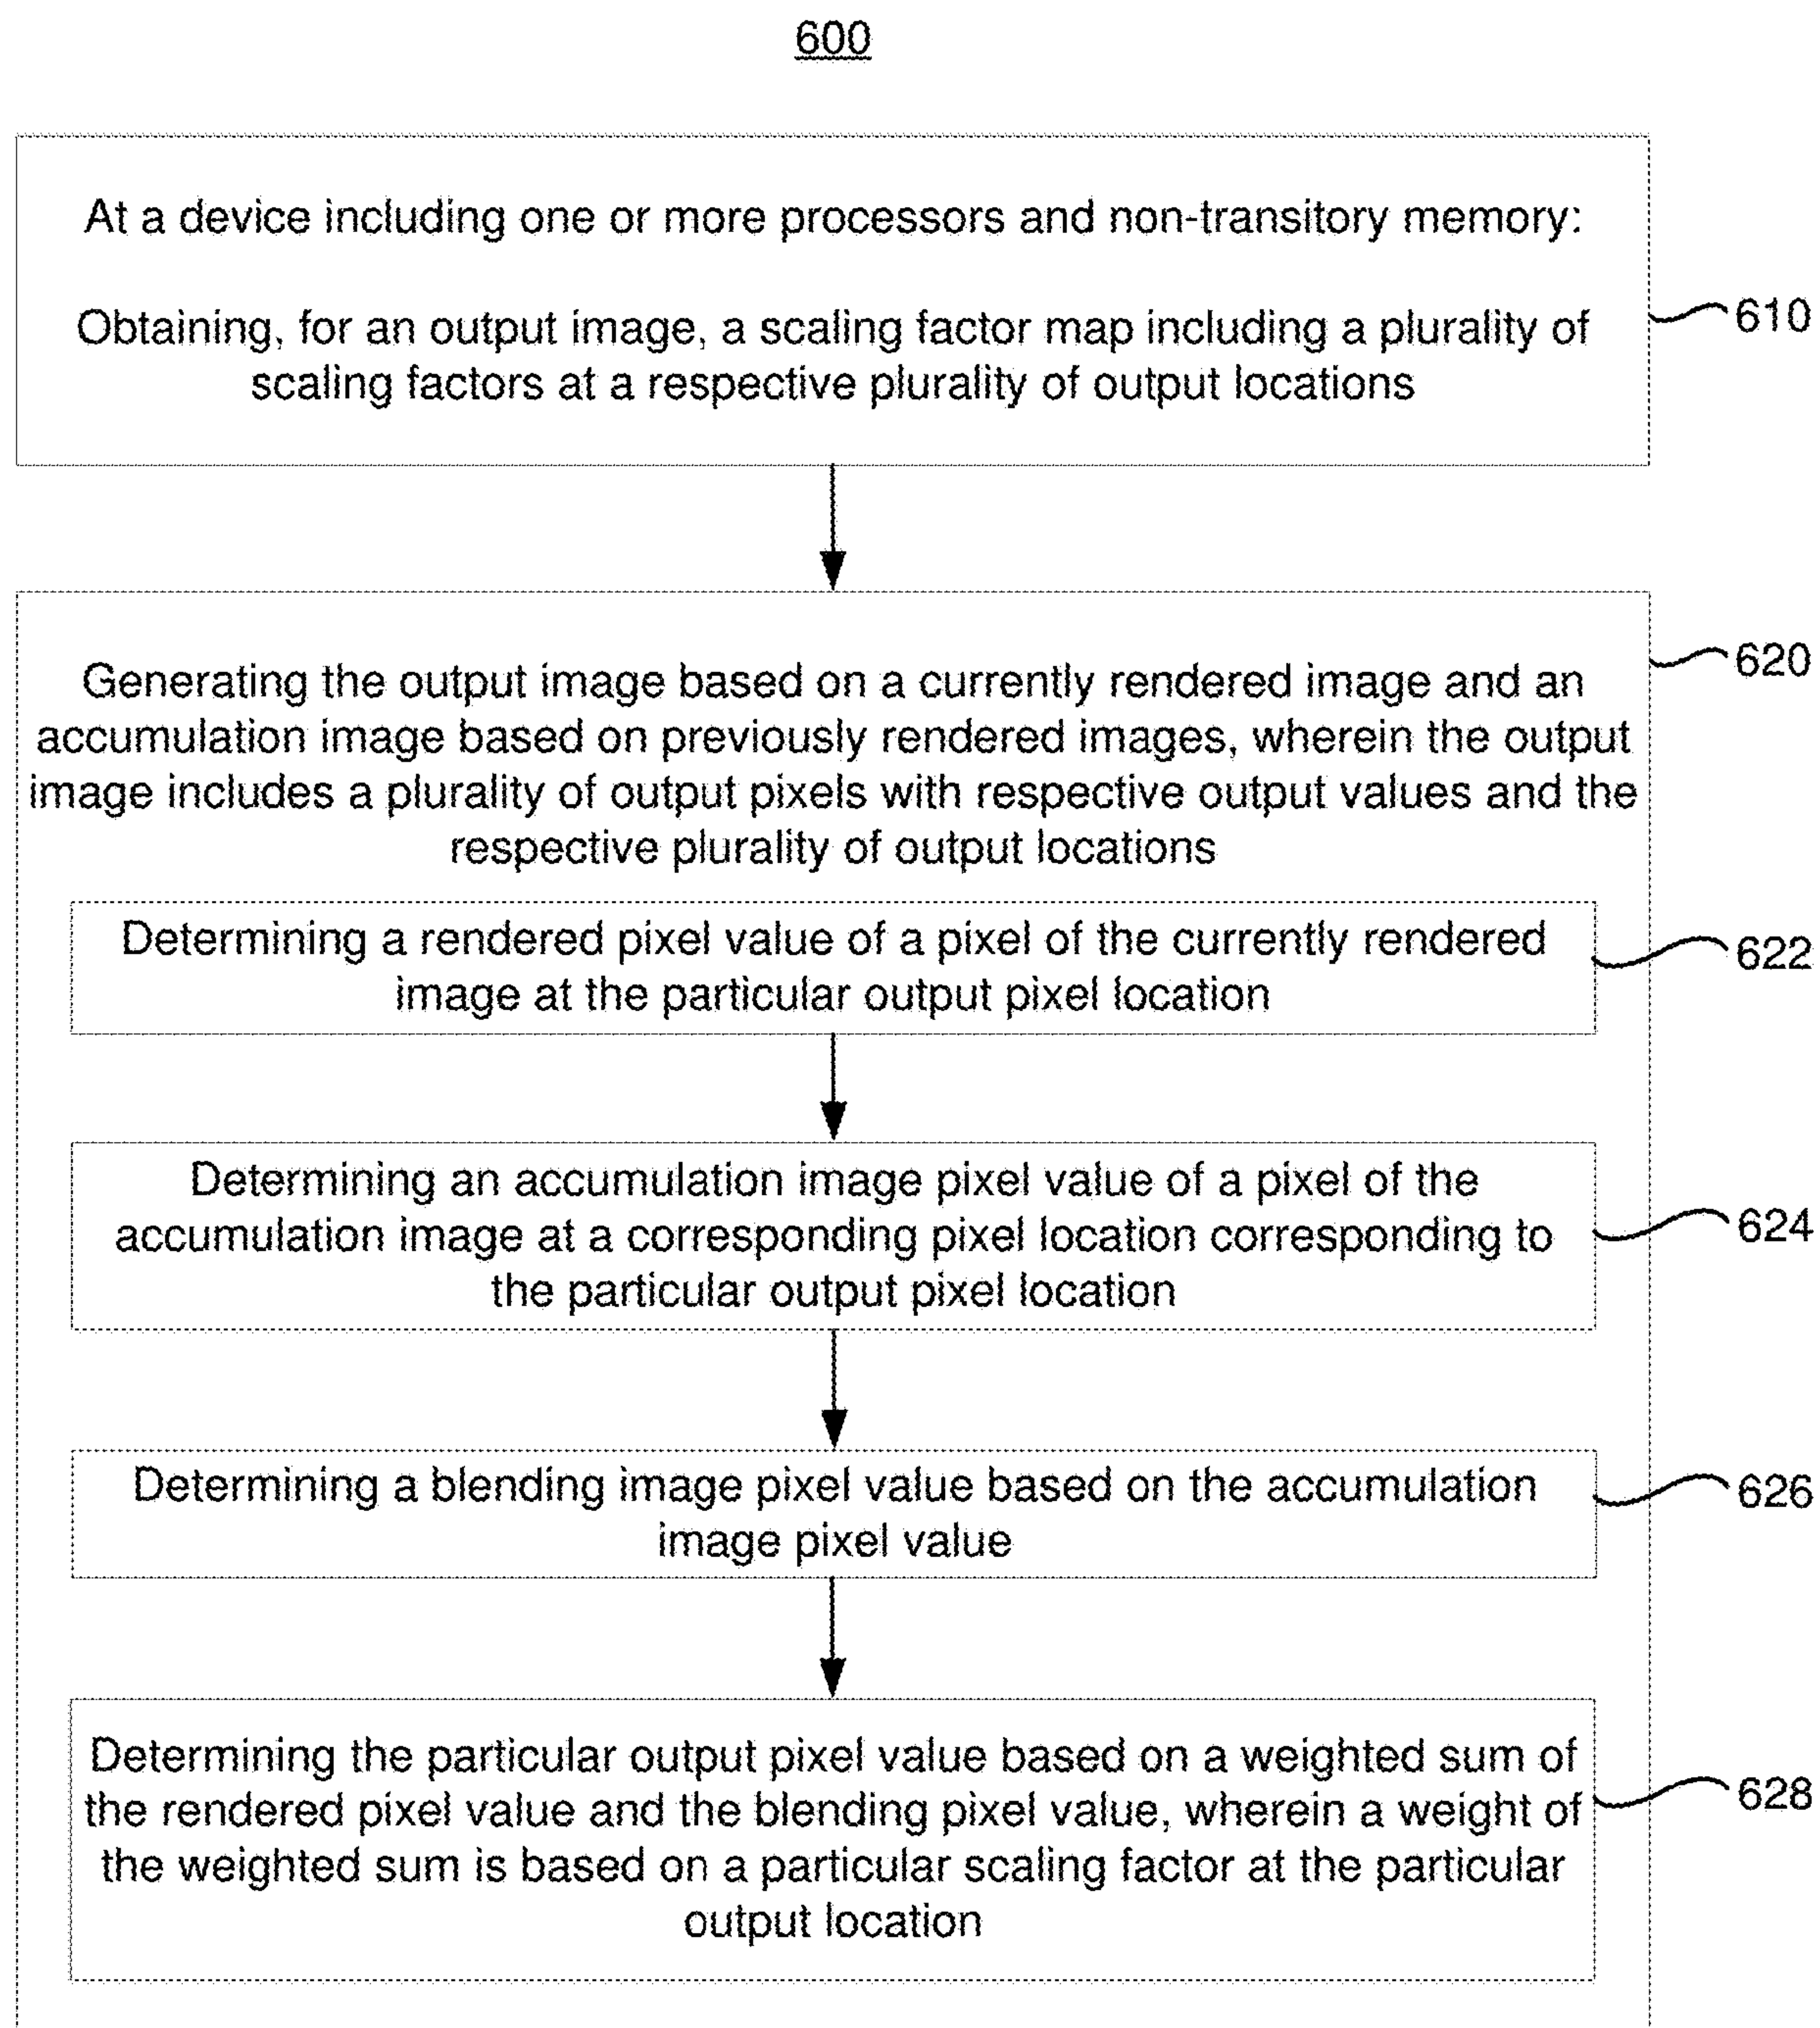 600
At a device including one or more processors and non-transitory memory:
Obtaining, for an output image, a scaling factor map including a plurality of
scaling factors at a respective plurality of output locations
610
Generating the output image based on a currently rendered image and an
accumulation image based on previously rendered images, wherein the output
image includes a plurality of output pixels with respective output values and the
respective plurality of output locations
620
Determining a rendered pixel value of a pixel of the currently rendered
image at the particular output pixel location
622
Determining an accumulation image pixel value of a pixel of the
accumulation image at a corresponding pixel location corresponding to
the particular output pixel location
624
Determining a blending image pixel value based on the accumulation
image pixel value
626
Determining the particular output pixel value based on a weighted sum of
the rendered pixel value and the blending pixel value, wherein a weight of
the weighted sum is based on a particular scaling factor at the particular
output location
628